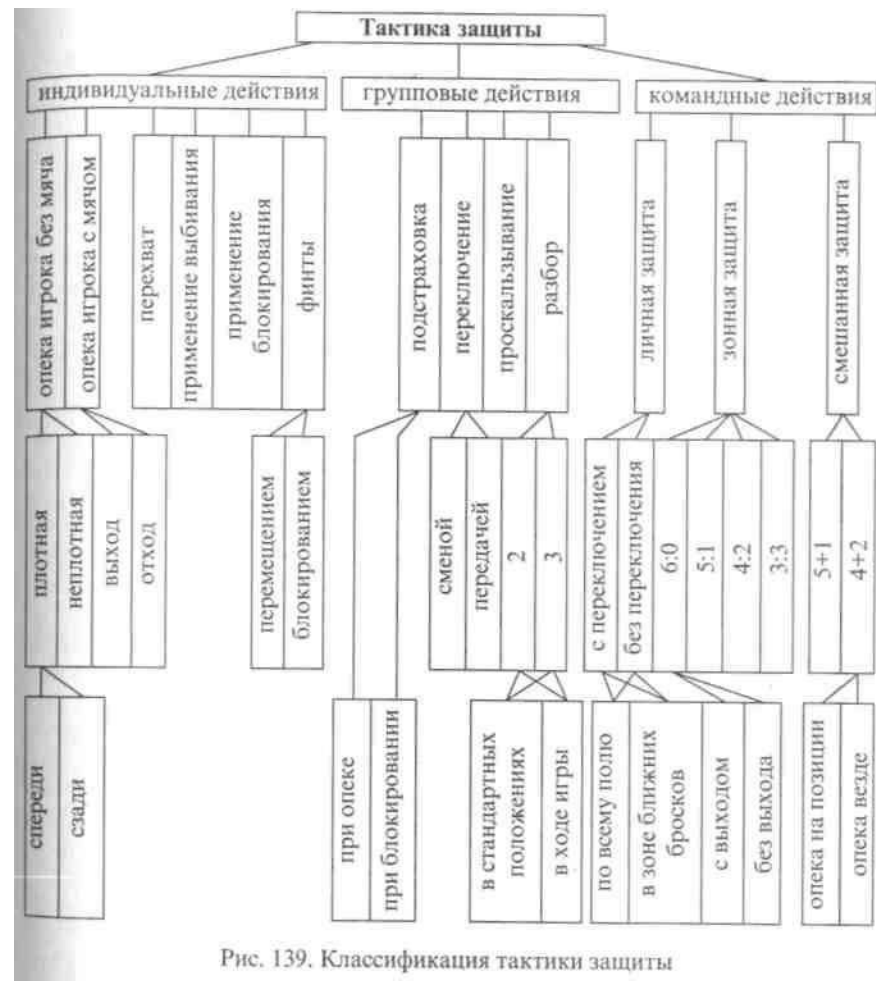 Тактика защиты
индивидуальные действия
групповые действия
командные действия
опека игрока без мяча
опека игрока с мячом
перехват
применение выбивания
применение
блокирования
финты
подстраховка
переключение
проскальзывание
разбор
личная защита
зонная защита
смешанная защита
плотная
неплотная
выход
отход
перемещением
блокированием
сменой
передачей
2
3
с переключением
без переключения
6:0
5:1
4:2
3:3
5+1
4+2
спереди
сзади
при опеке
при блокировании
в стандартных
положениях
в ходе игры
по всему полю
в зоне ближних
бросков
с выходом
без выхода
опека на позиции
опека везде
Рис. 139. Классификация тактики защиты